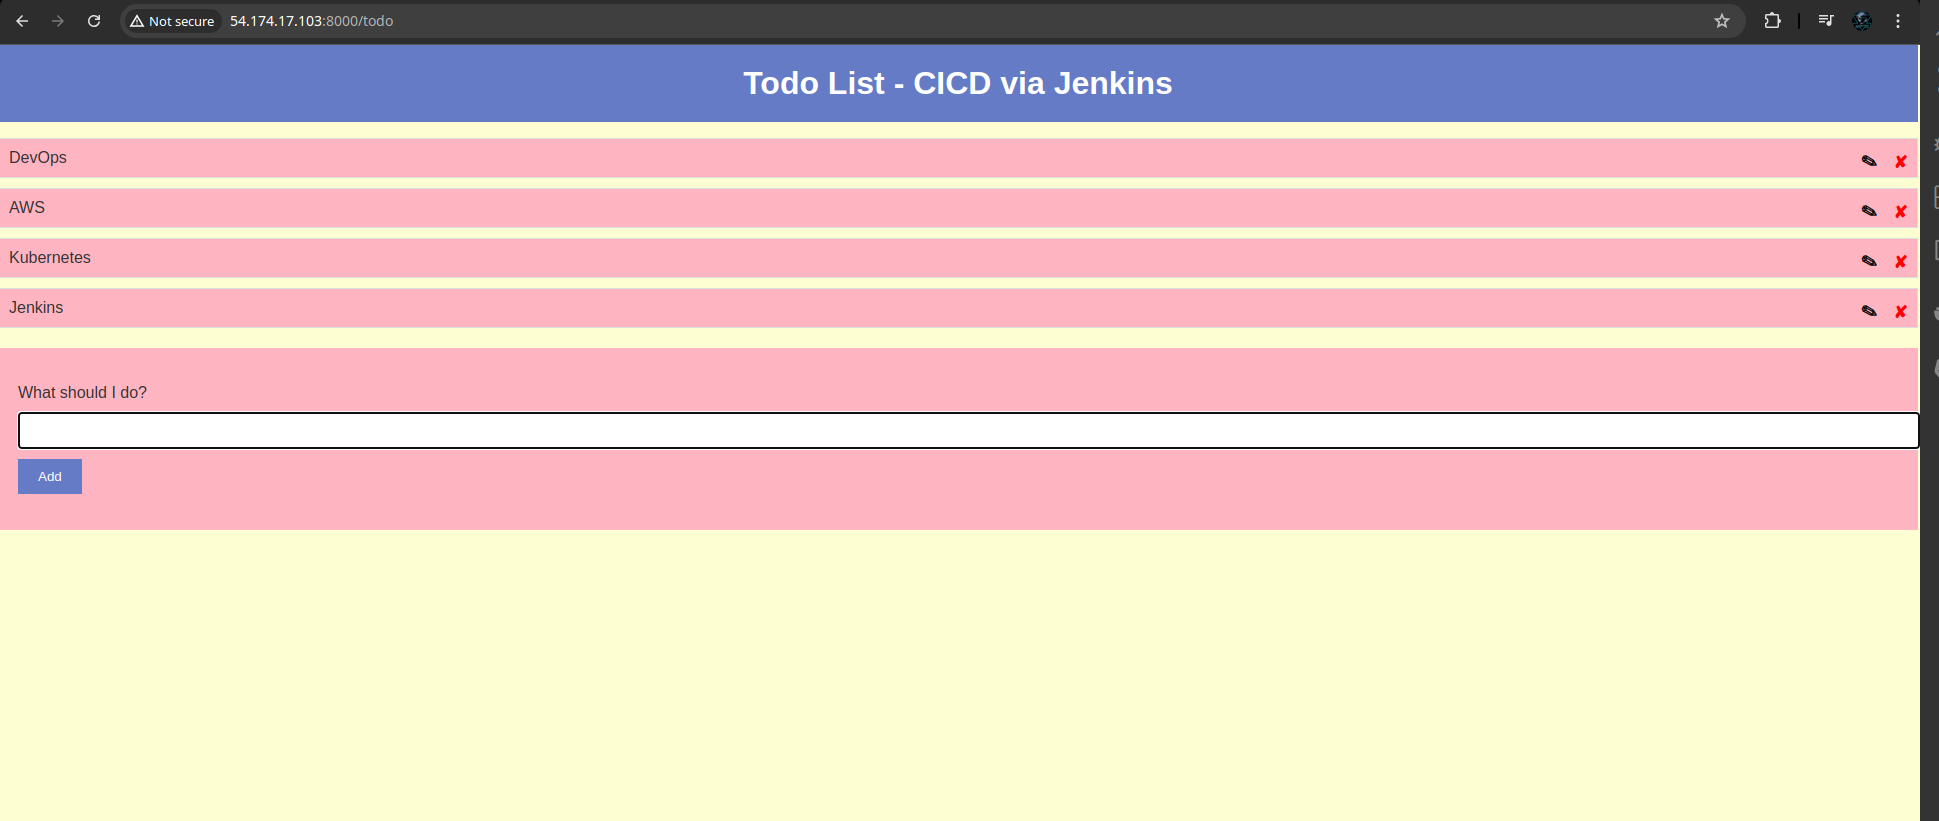 Not secure 54.174.17.103:8000/todo
Todo List - CICD via Jenkins
DevOps
AWS
Kubernetes
Jenkins
What should I do?
Add